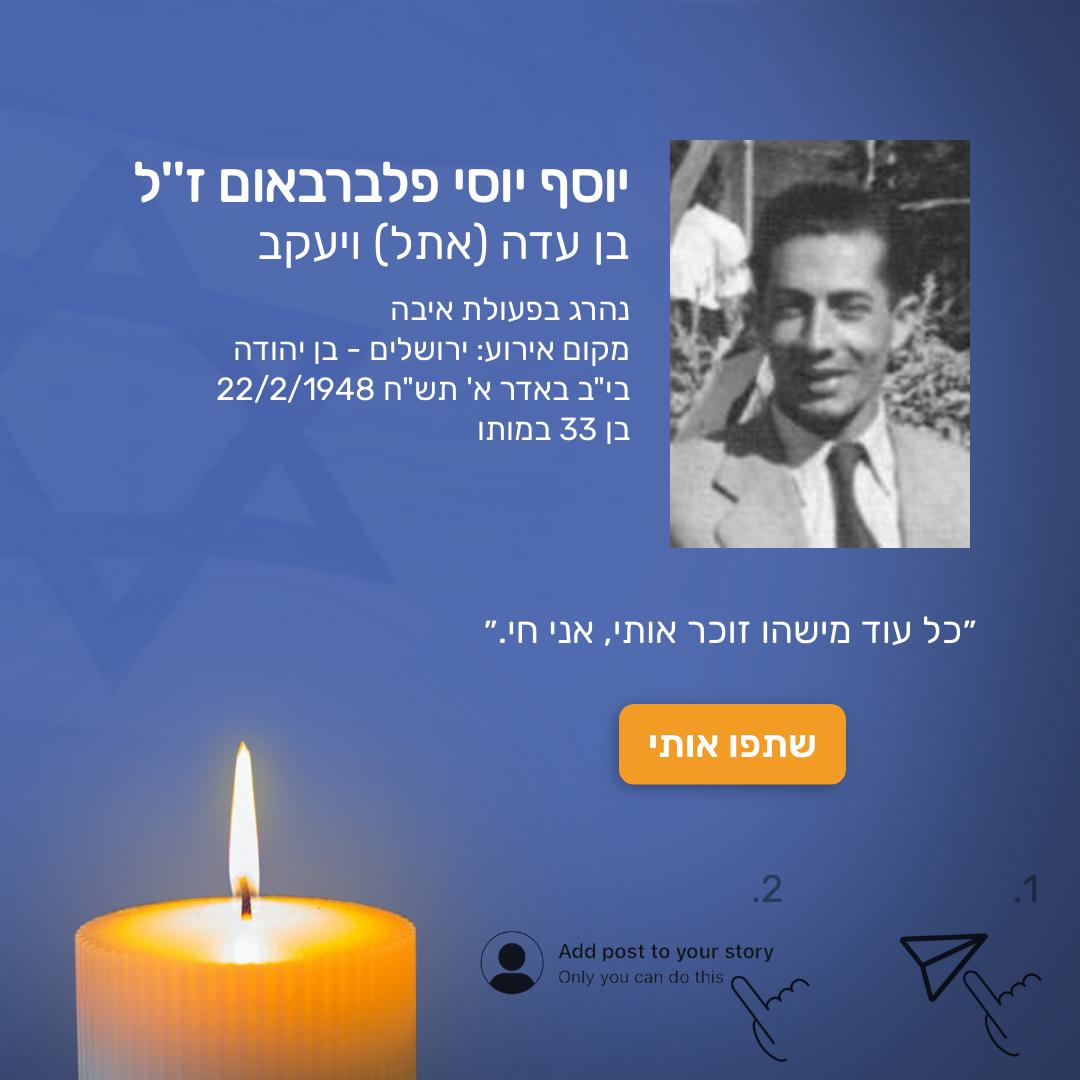 יוסף יוסי פלברבאום ז"ל
בן עדה (אתל) ויעקב
נהרג בפעולת איבה
מקום אירוע: ירושלים - בן יהודה
בי"ב באדר א' תש"ח 22/2/1948
בן 33 במותו
״כל עוד מישהו זוכר אותי, אני חי.״
שתפו אותי
.1
.2
Add post to your story
Only you can do this